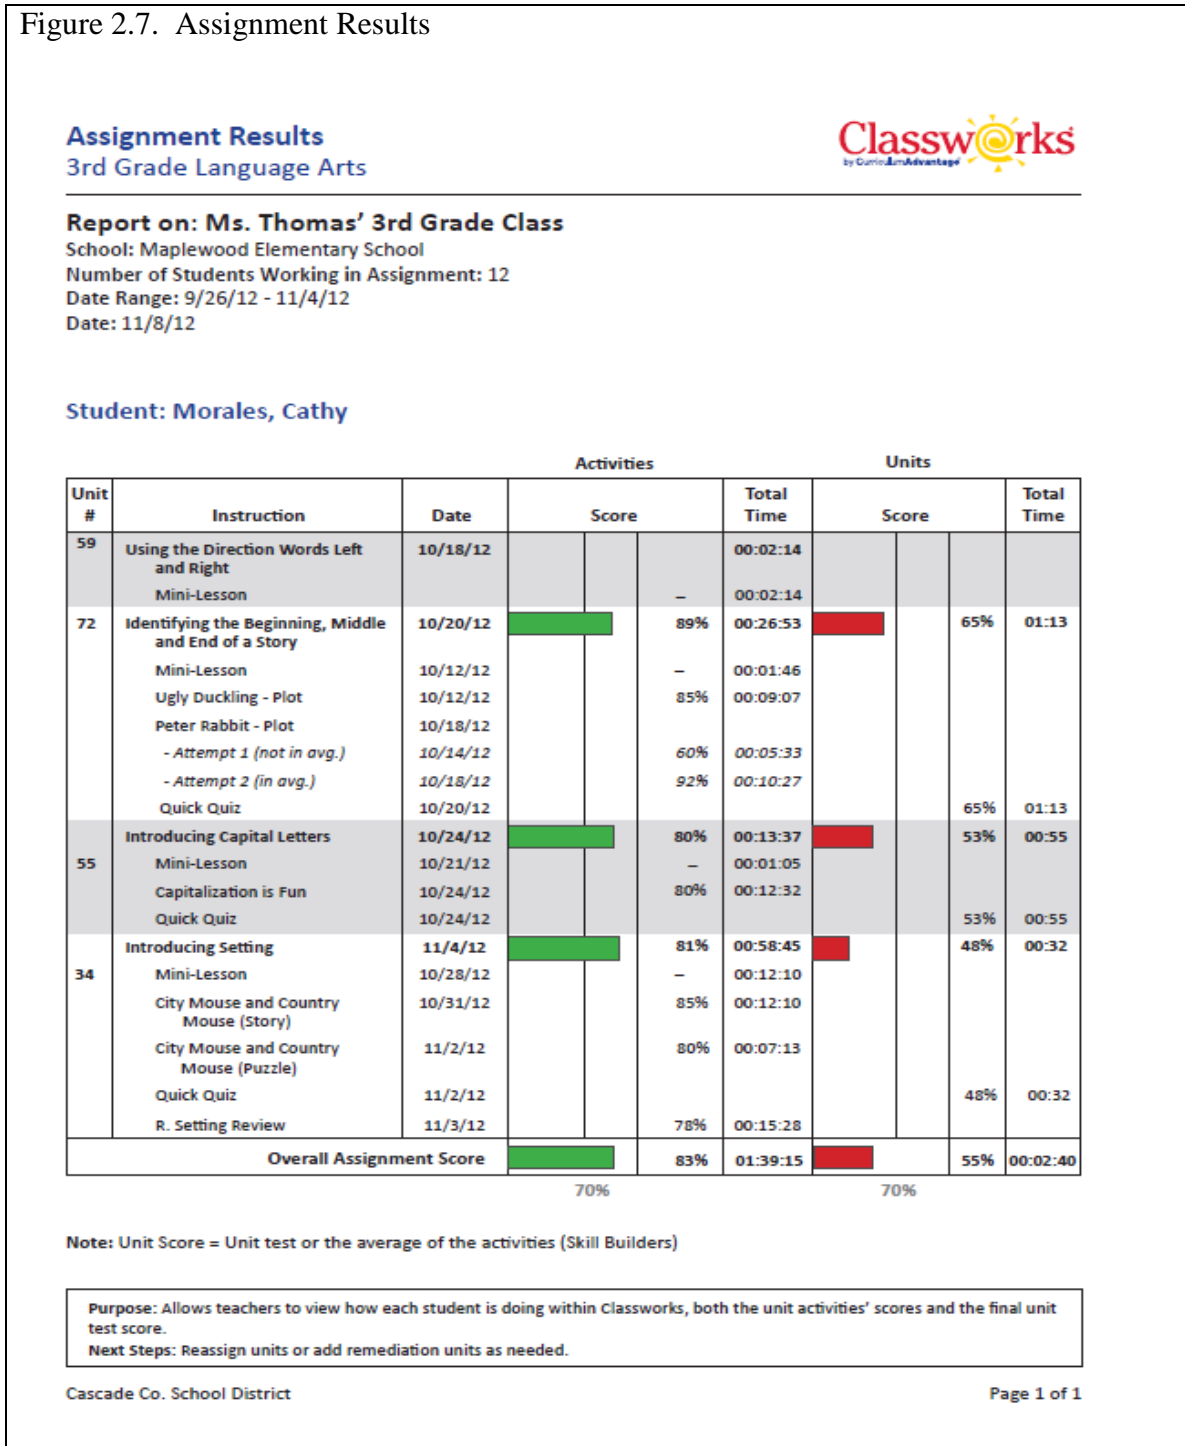 Figure 2.7.  Assignment Results
Assignment Results
3rd Grade Language Arts
Classworks
by CurriculumAdvantage
Report on: Ms. Thomas’ 3rd Grade Class
School: Maplewood Elementary School
Number of Students Working in Assignment: 12
Date Range: 9/26/12 - 11/4/12
Date: 11/8/12
Student: Morales, Cathy
Activities Units
Unit Total Total
# Instruction Date Score Time Score Time
59 Using the Direction Words Left 10/18/12 00:02:14
and Right
Mini-Lesson – 00:02:14
72 Identifying the Beginning, Middle 10/20/12 89% 00:26:53 65% 01:13
and End of a Story
Mini-Lesson 10/12/12 – 00:01:46
Ugly Duckling - Plot 10/12/12 85% 00:09:07
Peter Rabbit - Plot 10/18/12
- Attempt 1 (not in avg.) 10/14/12 60% 00:05:33
- Attempt 2 (in avg.) 10/18/12 92% 00:10:27
Quick Quiz 10/20/12 65% 01:13
Introducing Capital Letters 10/24/12 80% 00:13:37 53% 00:55
55 Mini-Lesson 10/21/12 – 00:01:05
Capitalization is Fun 10/24/12 80% 00:12:32
Quick Quiz 10/24/12 53% 00:55
Introducing Setting 11/4/12 81% 00:58:45 48% 00:32
34 Mini-Lesson 10/28/12 – 00:12:10
City Mouse and Country 10/31/12 85% 00:12:10
Mouse (Story)
City Mouse and Country 11/2/12 80% 00:07:13
Mouse (Puzzle)
Quick Quiz 11/2/12 48% 00:32
R. Setting Review 11/3/12 78% 00:15:28
Overall Assignment Score 83% 01:39:15 55% 00:02:40
70% 70%
Note: Unit Score = Unit test or the average of the activities (Skill Builders)
Purpose: Allows teachers to view how each student is doing within Classworks, both the unit activities’ scores and the final unit
test score.
Next Steps: Reassign units or add remediation units as needed.
Cascade Co. School District Page 1 of 1